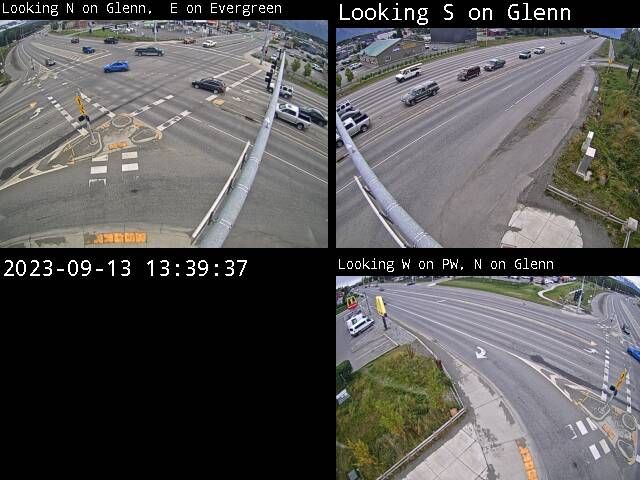 Looking N on Glenn,  E on Evergreen
Looking S on Glenn
2023-09-13 13:39:37
Looking W on PW, N on Glenn